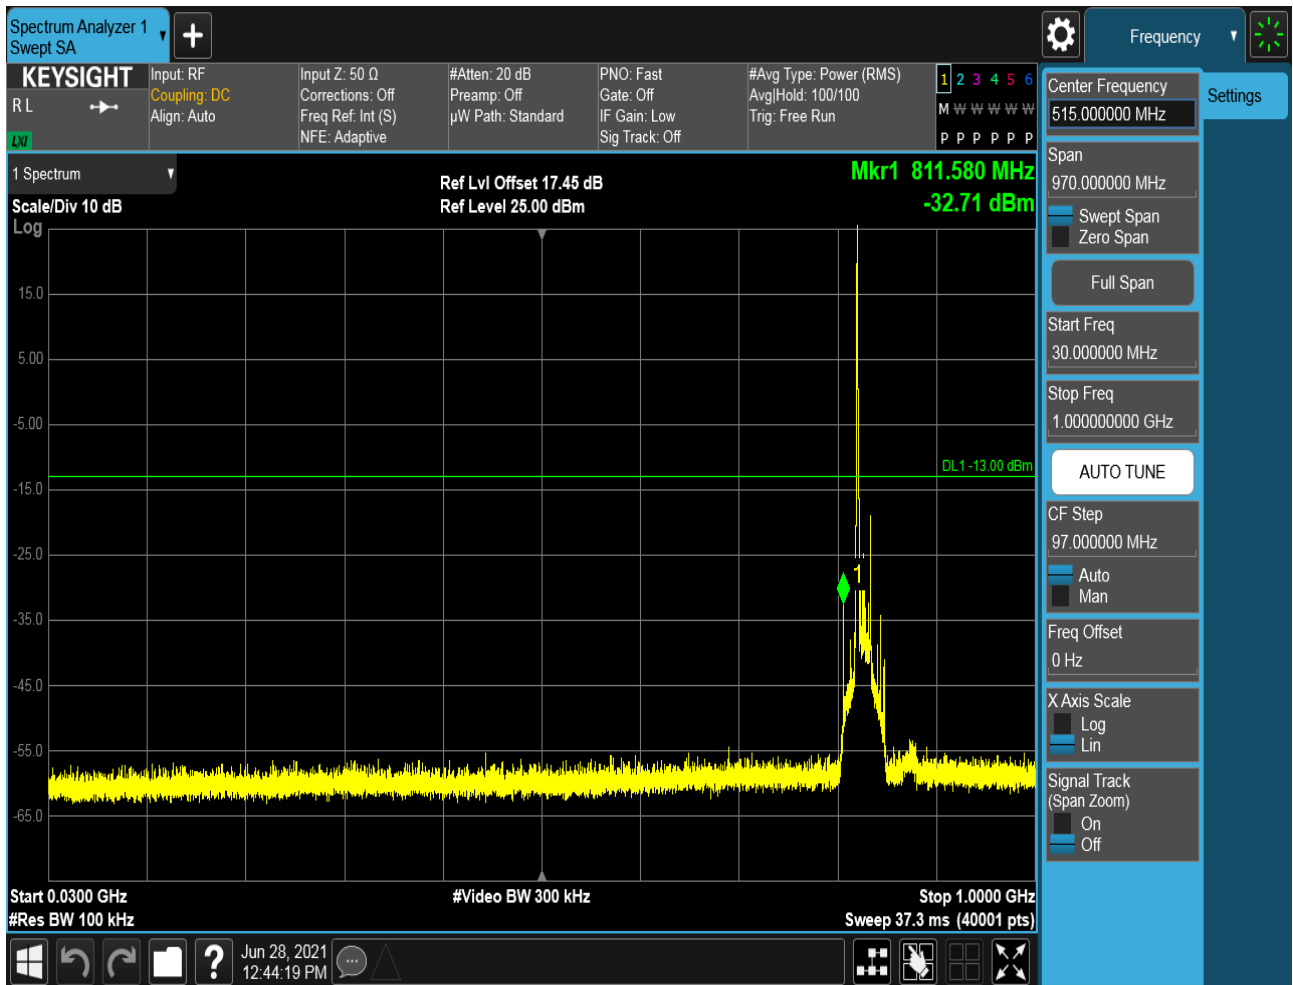 Spectrum Analyzer 1
Swept SA
Frequency
KEYSIGHT
R L
LXI
Input: RF
Coupling: DC
Align: Auto
Input Z: 50 Ω
Corrections: Off
Freq Ref: Int (S)
NFE: Adaptive
#Atten: 20 dB
Preamp: Off
µW Path: Standard
PNO: Fast
Gate: Off
IF Gain: Low
Sig Track: Off
#Avg Type: Power (RMS)
Avg|Hold: 100/100
Trig: Free Run
1 2 3 4 5 6
M W W W W W
P P P P P P
1 Spectrum
Scale/Div 10 dB
Log
Ref Lvl Offset 17.45 dB
Ref Level 25.00 dBm
Mkr1 811.580 MHz
-32.71 dBm
15.0
5.00
-5.00
DL1 -13.00 dBm
-15.0
-25.0
1
-35.0
-45.0
-55.0
-65.0
Start 0.0300 GHz
#Video BW 300 kHz
Stop 1.0000 GHz
#Res BW 100 kHz
Sweep 37.3 ms (40001 pts)
?
Jun 28, 2021
12:44:19 PM
Center Frequency
515.000000 MHz
Settings
Span
970.000000 MHz
Swept Span
Zero Span
Full Span
Start Freq
30.000000 MHz
Stop Freq
1.000000000 GHz
AUTO TUNE
CF Step
97.000000 MHz
Auto
Man
Freq Offset
0 Hz
X Axis Scale
Log
Lin
Signal Track
(Span Zoom)
On
Off